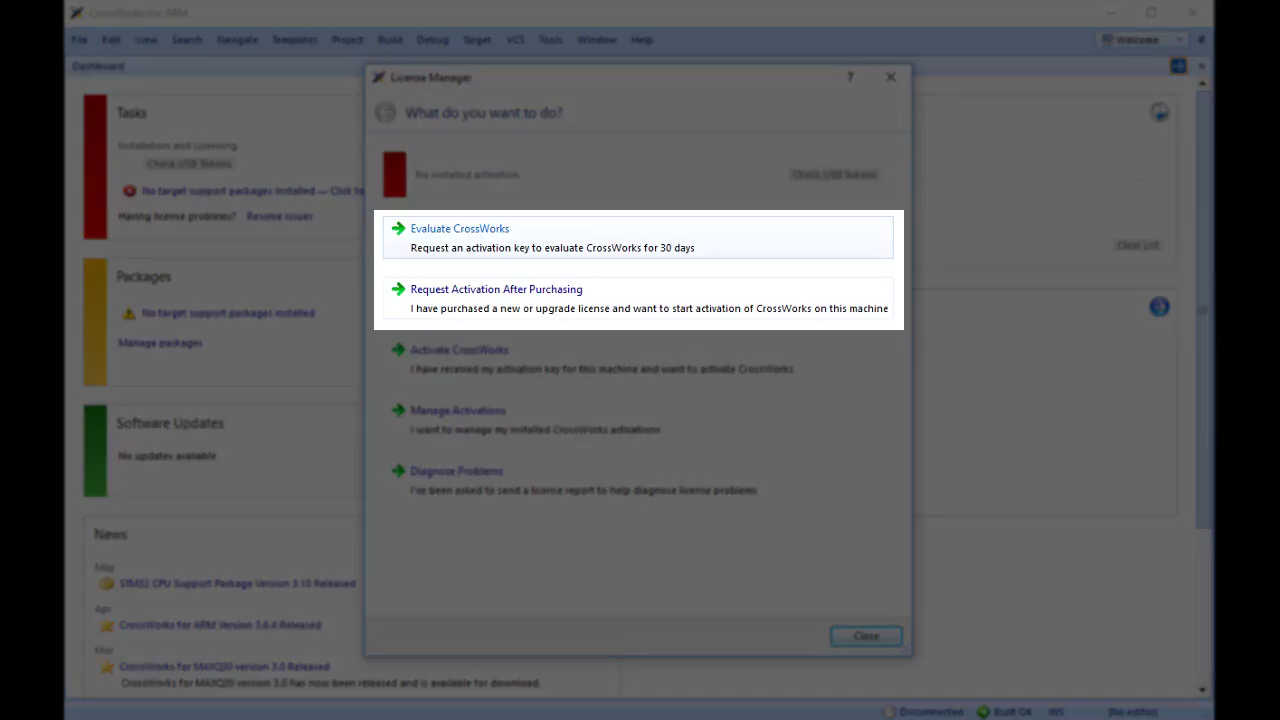 CrossWorks for ARM
File Edit View Search Navigate Templates Project Build Debug Target VCS Tools Window Help
Welcome
Dashboard
License Manager
?
What do you want to do?
Tasks
Installation and Licensing
Check USB Tokens
No target support packages installed — Click to
Having license problems? Resolve issues
No installed activation.
Check USB Tokens
Evaluate CrossWorks
Request an activation key to evaluate CrossWorks for 30 days
Request Activation After Purchasing
I have purchased a new or upgrade license and want to start activation of CrossWorks on this machine
Activate CrossWorks
I have received my activation key for this machine and want to activate CrossWorks
Manage Activations
I want to manage my installed CrossWorks activations
Diagnose Problems
I've been asked to send a license report to help diagnose license problems
Close
Clear List
Packages
No target support packages installed
Manage packages
Software Updates
No updates available
News
May
STM32 CPU Support Package Version 3.10 Released
Apr
CrossWorks for ARM Version 3.6.4 Released
Mar
CrossWorks for MAXQ30 version 3.0 Released
CrossWorks for MAXQ30 version 3.0 has now been released and is available for download.
Disconnected Built OK INS (No editor)